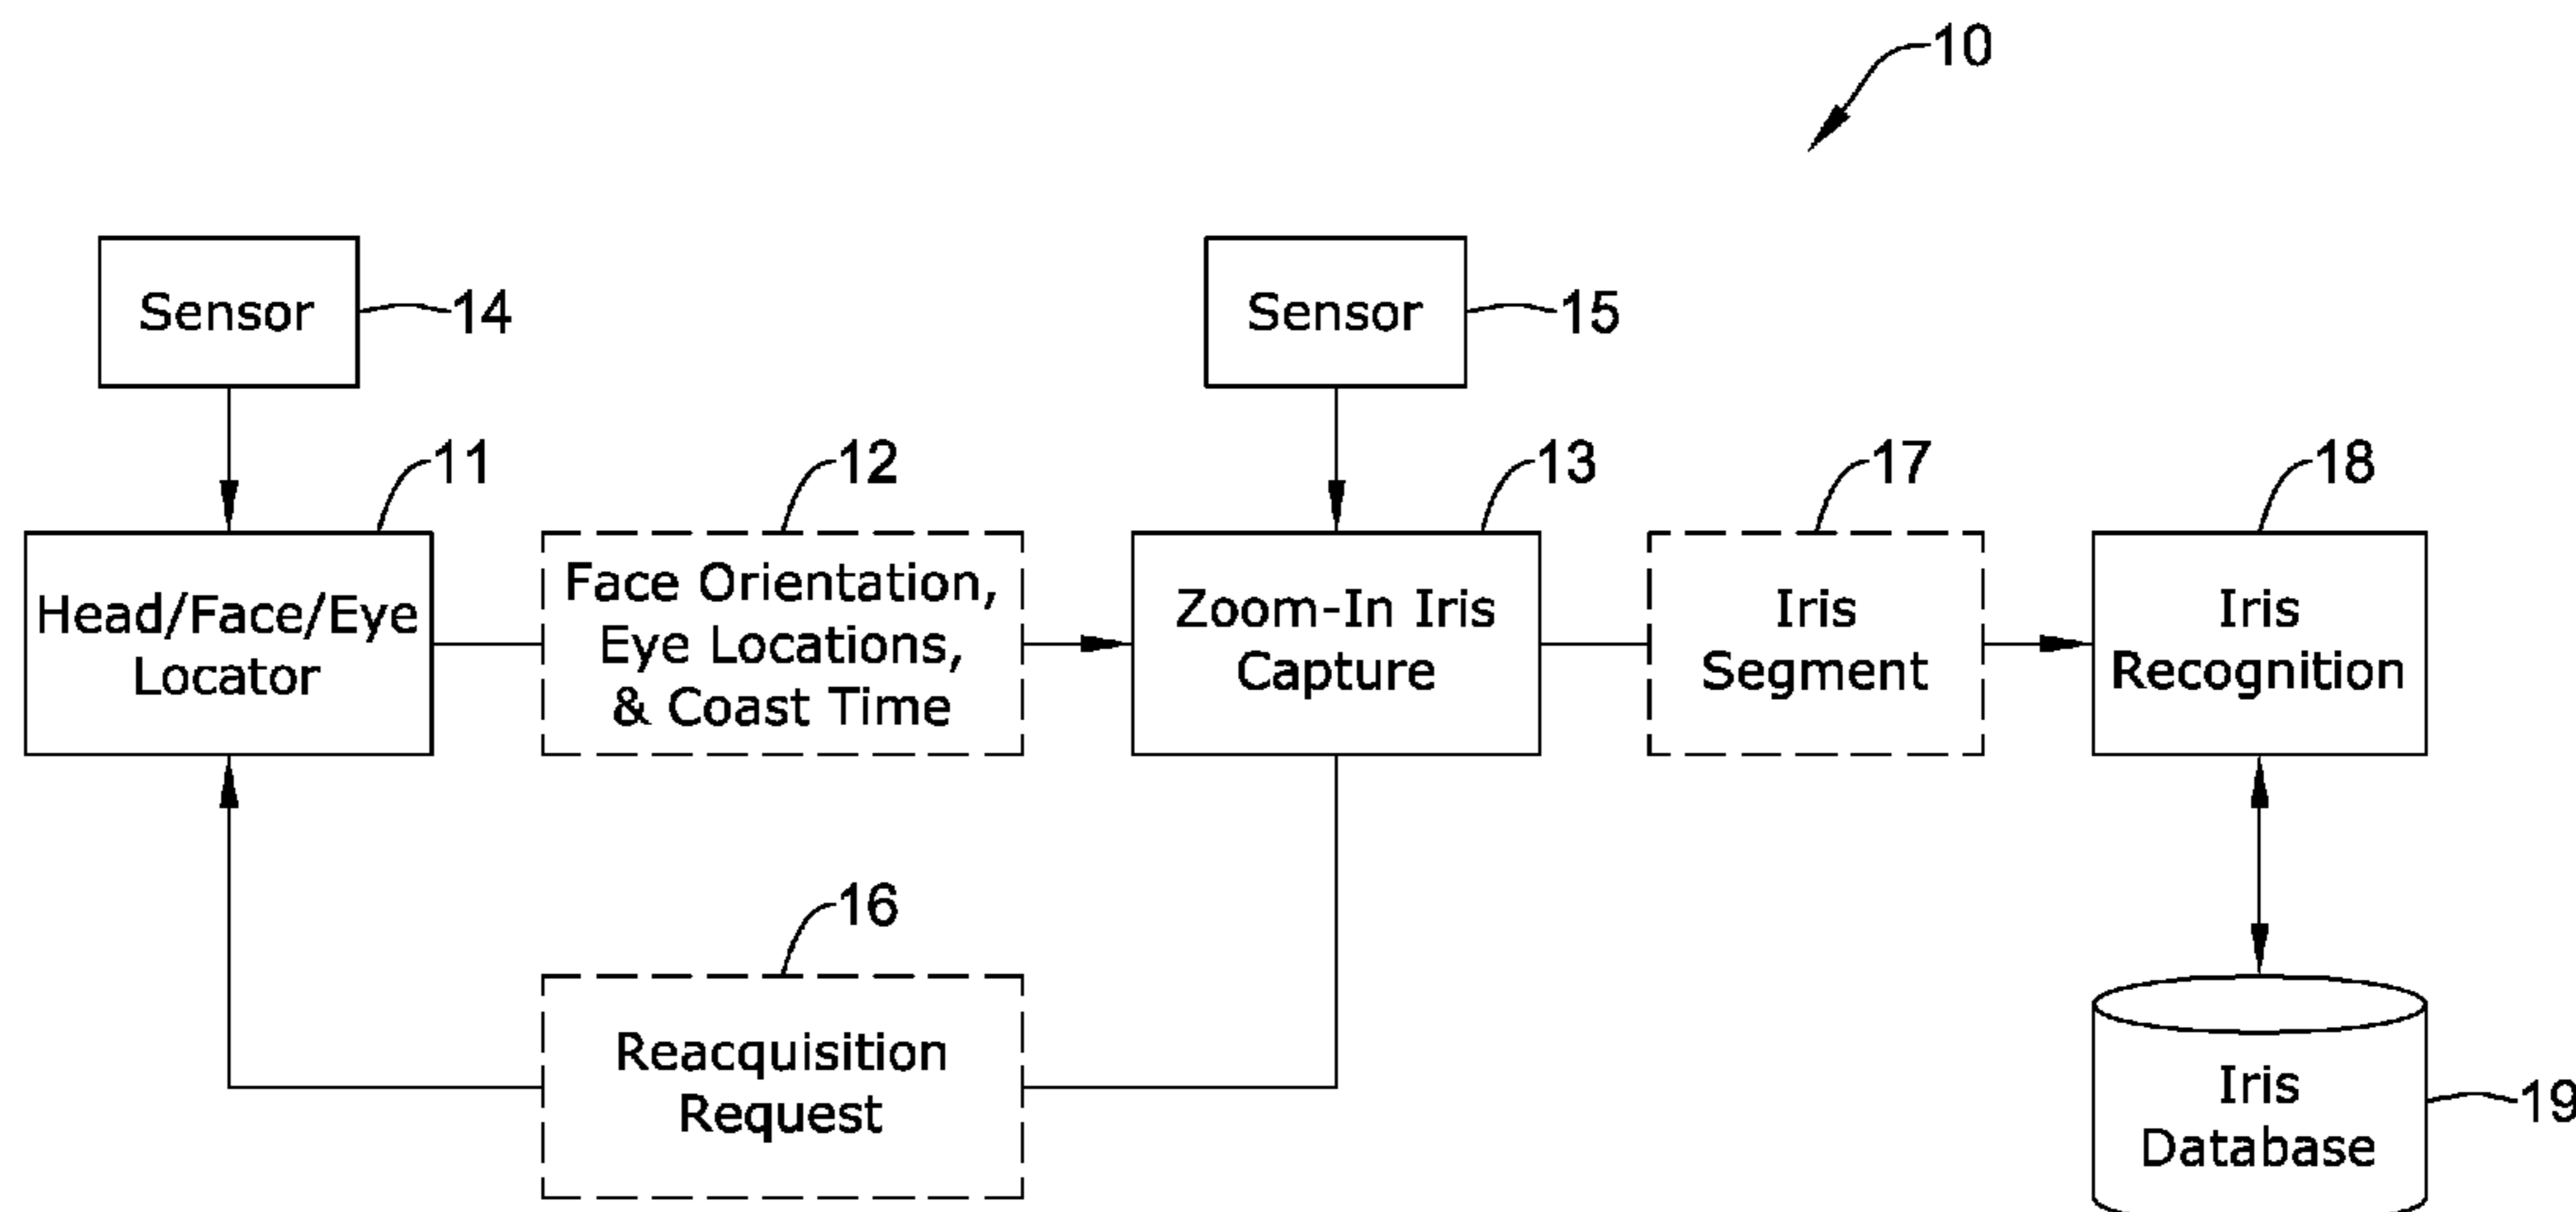 10
Sensor
14
Sensor
15
11
12
13
17
18
Head/Face/Eye
Locator
Face Orientation,
Eye Locations,
& Coast Time
Zoom-In Iris
Capture
Iris
Segment
Iris
Recognition
16
Reacquisition
Request
Iris
Database
19